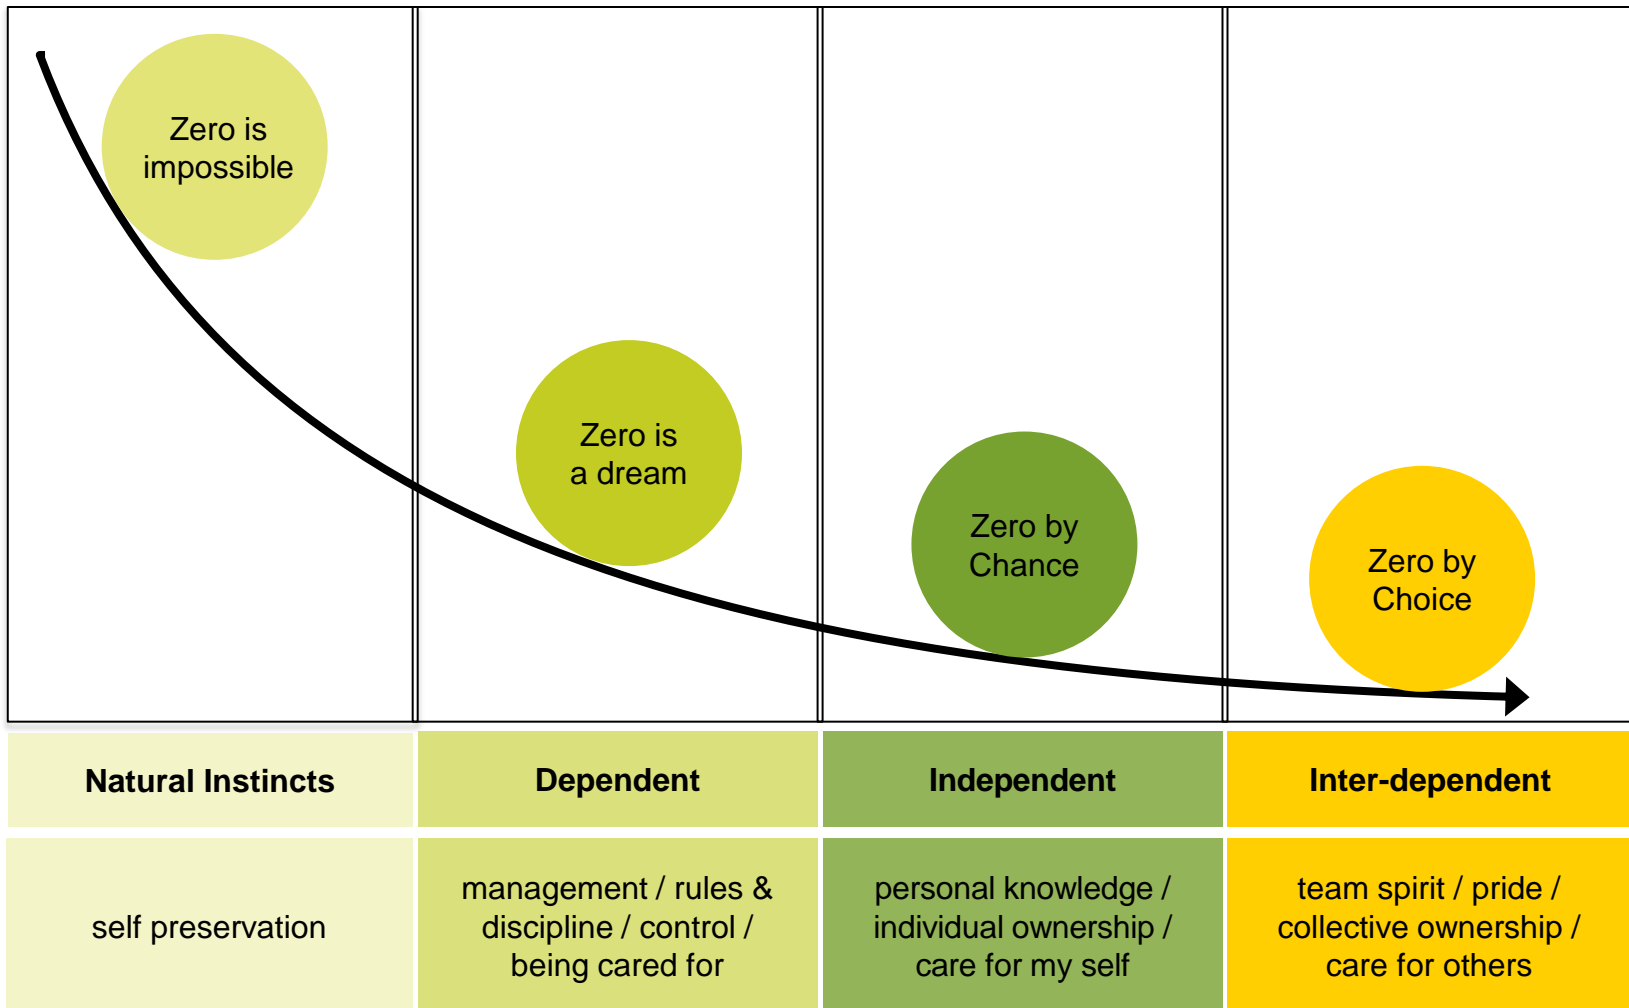 Zero is
impossible
Zero is
a dream
Zero by
Chance
Zero by
Choice
Natural Instincts
Dependent
Independent
Inter-dependent
self preservation
management / rules &
discipline / control /
being cared for
personal knowledge /
individual ownership /
care for my self
team spirit / pride /
collective ownership /
care for others